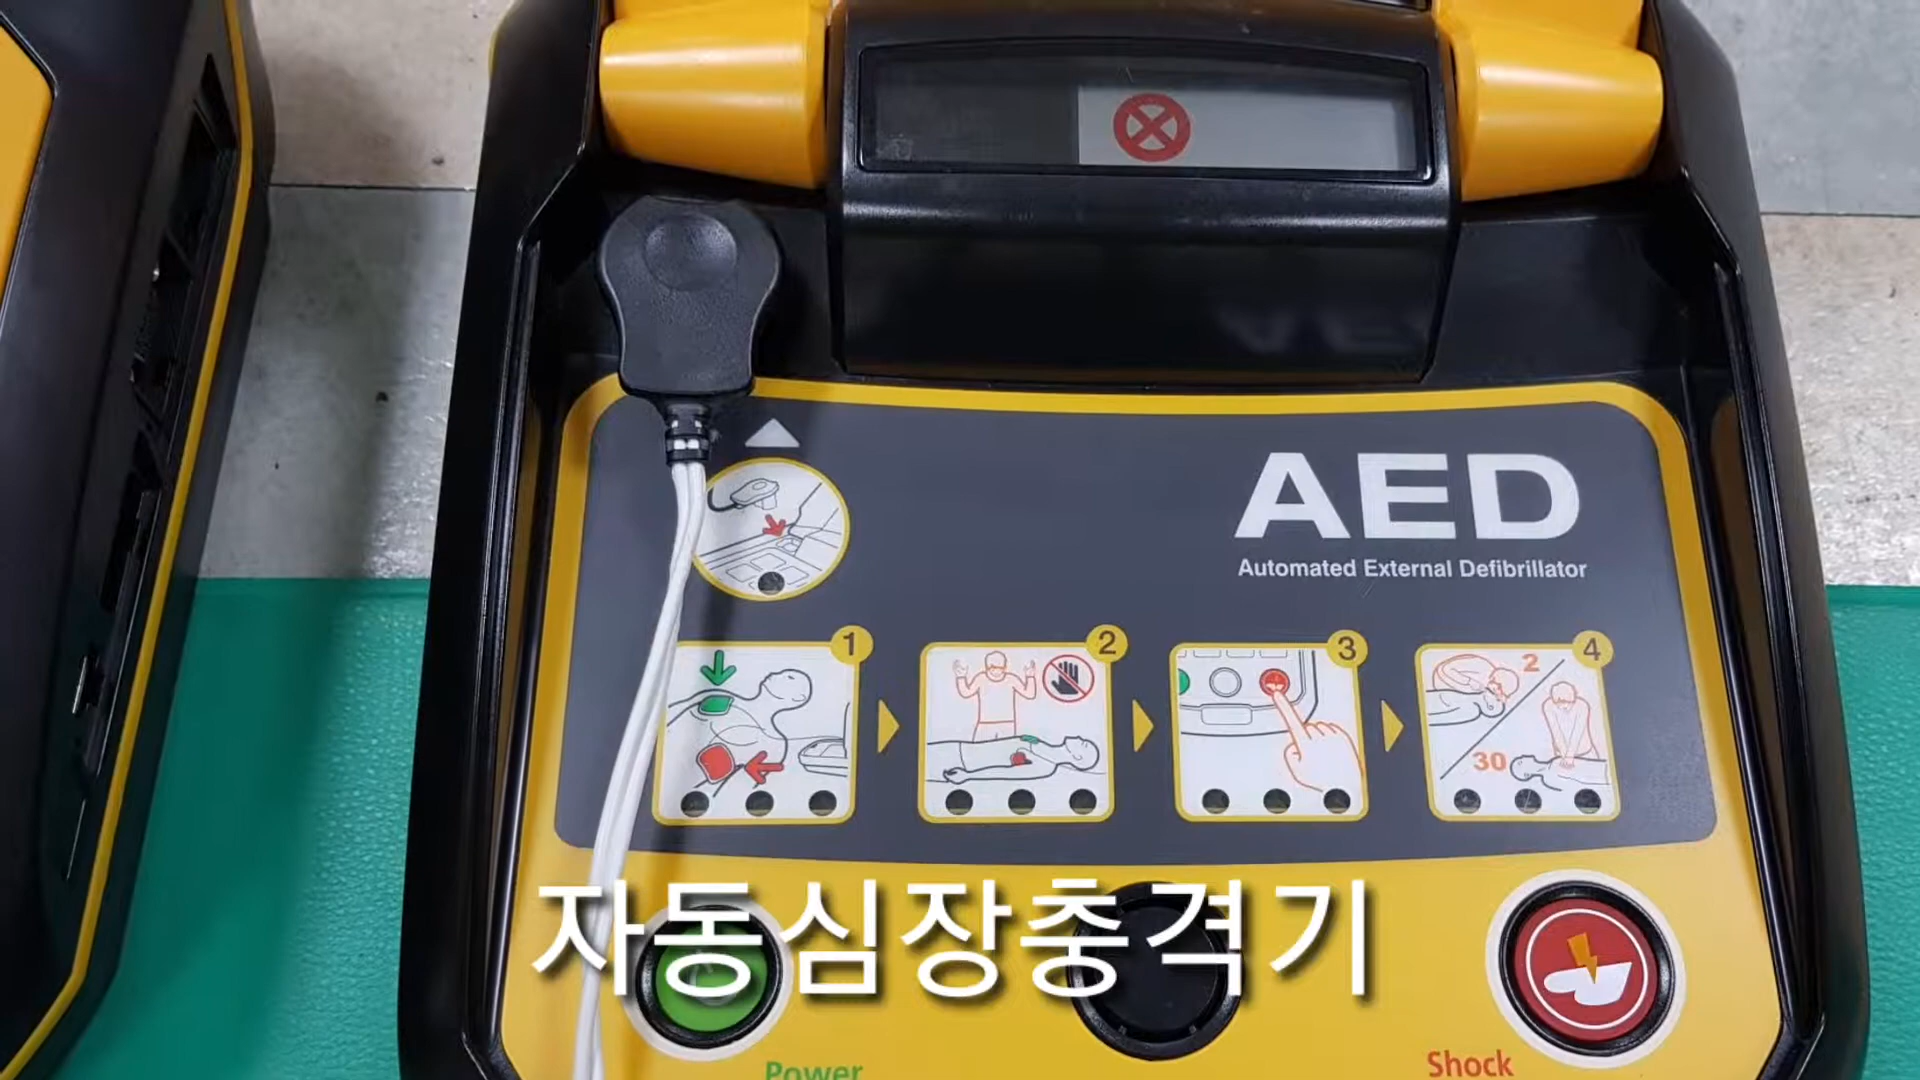 AED
Automated External Defibrillator
1
2
3
4
2
30
자동심장충격기
Power
Shock